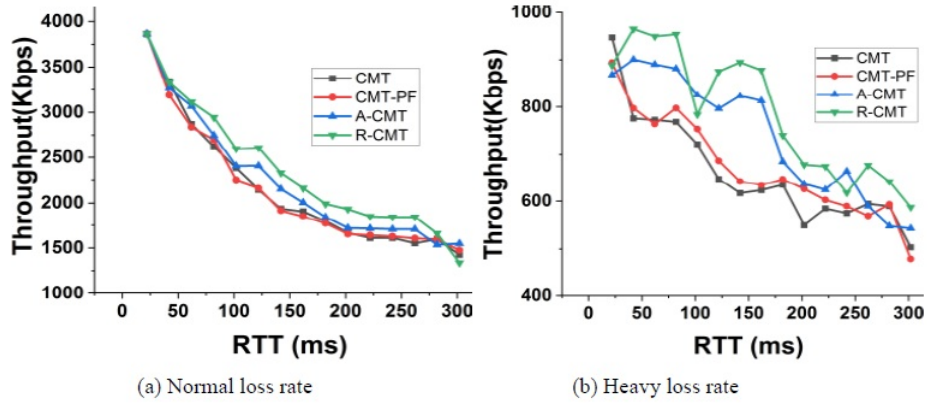 4000
3500
3000
2500
2000
1500
1000
Throughput(Kbps)
CMT
CMT-PF
A-CMT
R-CMT
0 50 100 150 200 250 300
RTT (ms)
(a) Normal loss rate
1000
800
600
400
Throughput(Kbps)
CMT
CMT-PF
A-CMT
R-CMT
0 50 100 150 200 250 300
RTT (ms)
(b) Heavy loss rate